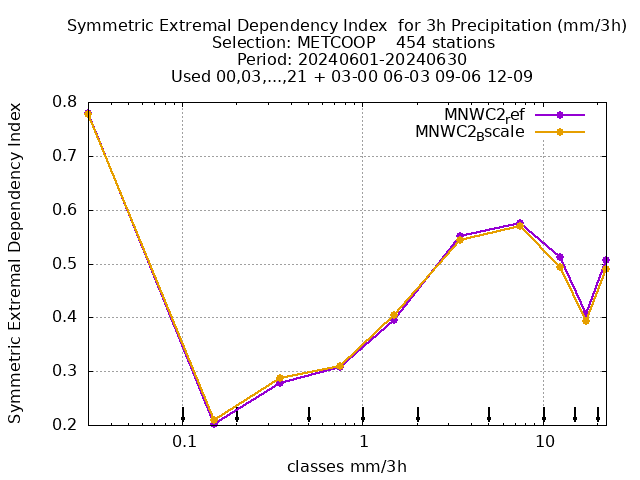 Symmetric Extremal Dependency Index  for 3h Precipitation (mm/3h)
Selection: METCOOP    454 stations
Period: 20240601-20240630
Used 00,03,...,21 + 03-00 06-03 09-06 12-09
MNWC2ref
MNWC2Bscale
Symmetric Extremal Dependency Index
0.8
0.7
0.6
0.5
0.4
0.3
0.2
0.1 1 10
classes mm/3h